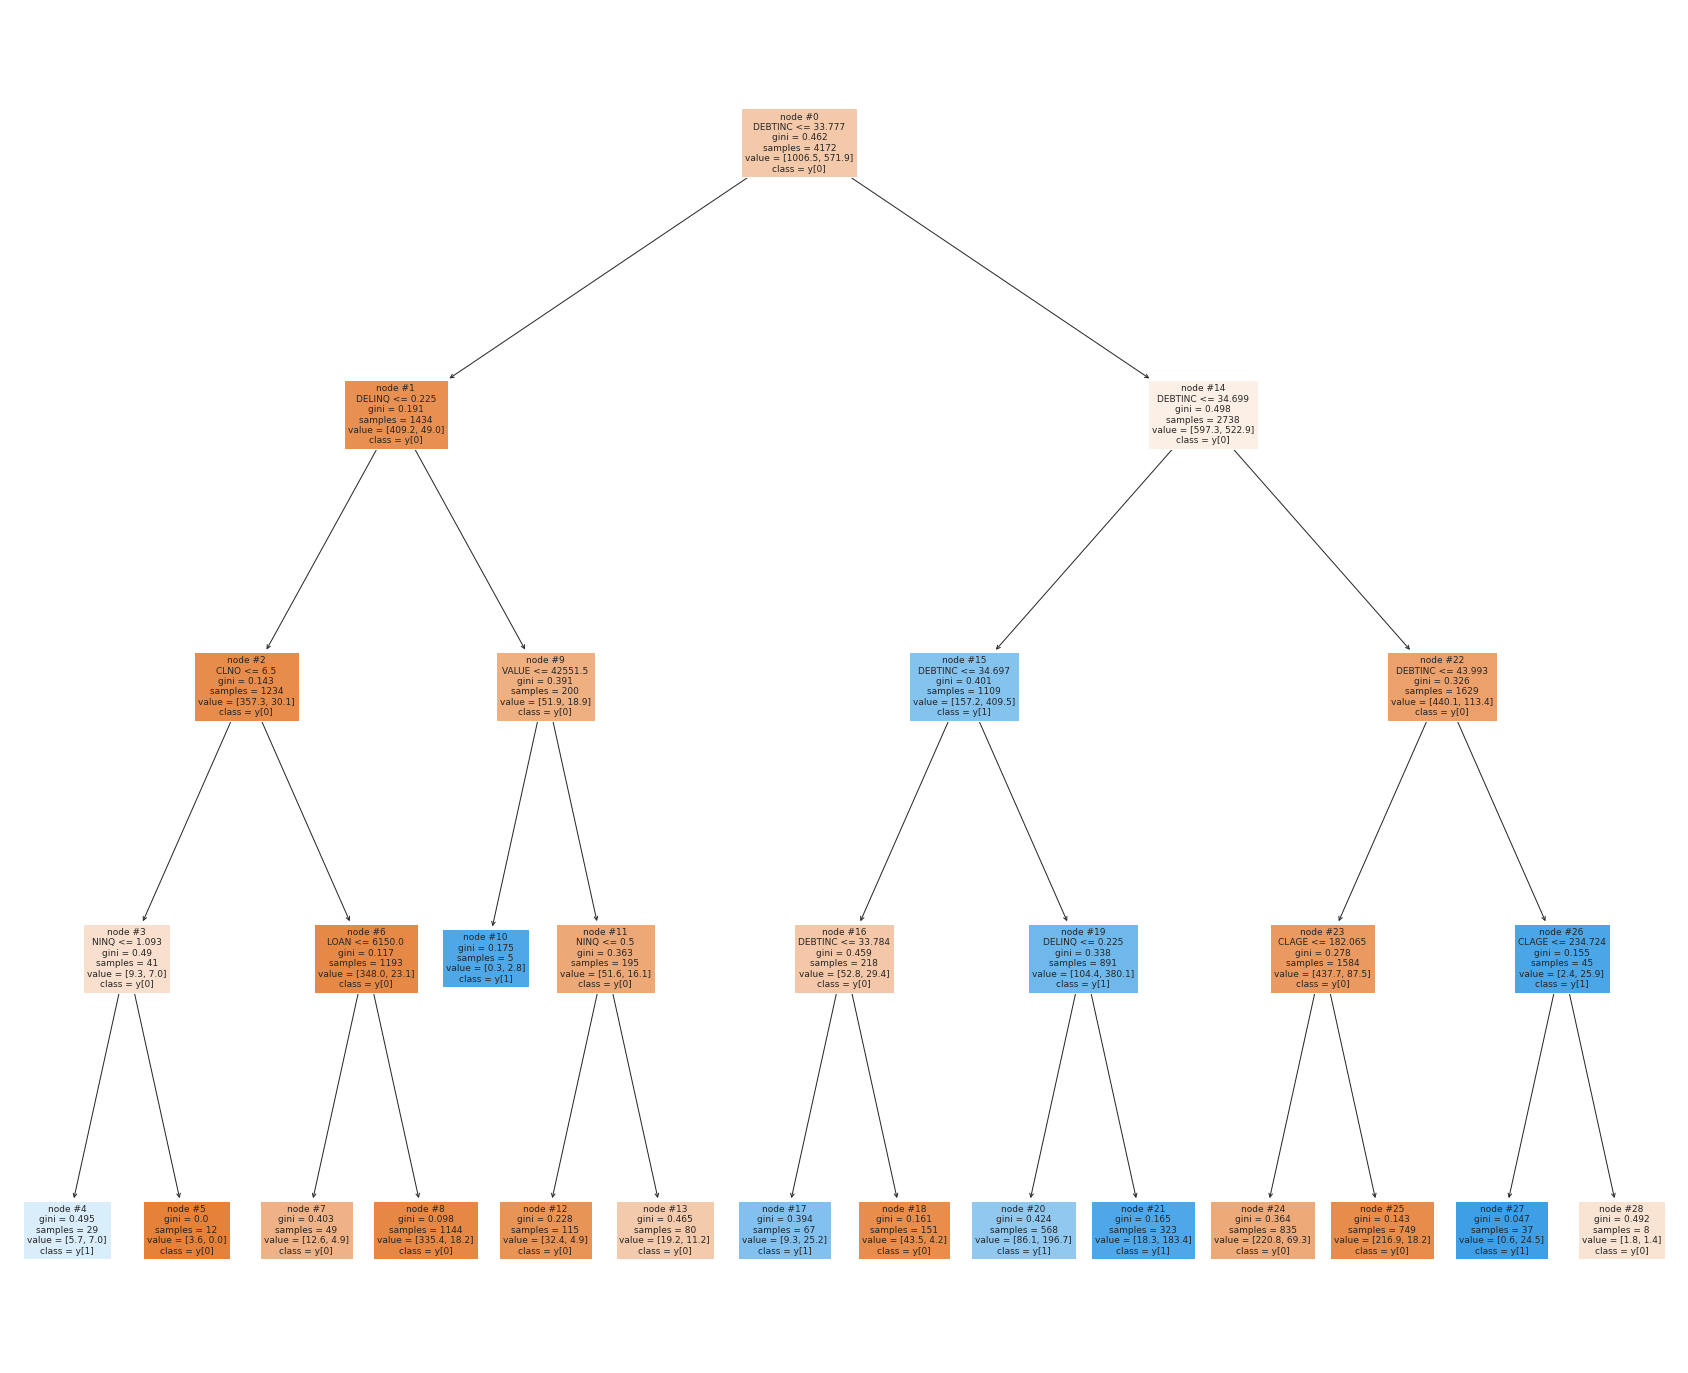 node #0
DEBTINC <= 33.777
gini = 0.462
samples = 4172
value = [1006.5, 571.9]
class = y[0]
node #1
DELINQ <= 0.225
gini = 0.191
samples = 1434
value = [409.2, 49.0]
class = y[0]
node #14
DEBTINC <= 34.699
gini = 0.498
samples = 2738
value = [597.3, 522.9]
class = y[0]
node #2
CLNO <= 6.5
gini = 0.143
samples = 1234
value = [357.3, 30.1]
class = y[0]
node #9
VALUE <= 42551.5
gini = 0.391
samples = 200
value = [51.9, 18.9]
class = y[0]
node #15
DEBTINC <= 34.697
gini = 0.401
samples = 1109
value = [157.2, 409.5]
class = y[1]
node #22
DEBTINC <= 43.993
gini = 0.326
samples = 1629
value = [440.1, 113.4]
class = y[0]
node #3
NINQ <= 1.093
gini = 0.49
samples = 41
value = [9.3, 7.0]
class = y[0]
node #6
LOAN <= 6150.0
gini = 0.117
samples = 1193
value = [348.0, 23.1]
class = y[0]
node #10
gini = 0.175
samples = 5
value = [0.3, 2.8]
class = y[1]
node #11
NINQ <= 0.5
gini = 0.363
samples = 195
value = [51.6, 16.1]
class = y[0]
node #16
DEBTINC <= 33.784
gini = 0.459
samples = 218
value = [52.8, 29.4]
class = y[0]
node #19
DELINQ <= 0.225
gini = 0.338
samples = 891
value = [104.4, 380.1]
class = y[1]
node #23
CLAGE <= 182.065
gini = 0.278
samples = 1584
value = [437.7, 87.5]
class = y[0]
node #26
CLAGE <= 234.724
gini = 0.155
samples = 45
value = [2.4, 25.9]
class = y[1]
node #4
gini = 0.495
samples = 29
value = [5.7, 7.0]
class = y[1]
node #5
gini = 0.0
samples = 12
value = [3.6, 0.0]
class = y[0]
node #7
gini = 0.403
samples = 49
value = [12.6, 4.9]
class = y[0]
node #8
gini = 0.098
samples = 1144
value = [335.4, 18.2]
class = y[0]
node #12
gini = 0.228
samples = 115
value = [32.4, 4.9]
class = y[0]
node #13
gini = 0.465
samples = 80
value = [19.2, 11.2]
class = y[0]
node #17
gini = 0.394
samples = 67
value = [9.3, 25.2]
class = y[1]
node #18
gini = 0.161
samples = 151
value = [43.5, 4.2]
class = y[0]
node #20
gini = 0.424
samples = 568
value = [86.1, 196.7]
class = y[1]
node #21
gini = 0.165
samples = 323
value = [18.3, 183.4]
class = y[1]
node #24
gini = 0.364
samples = 835
value = [220.8, 69.3]
class = y[0]
node #25
gini = 0.143
samples = 749
value = [216.9, 18.2]
class = y[0]
node #27
gini = 0.047
samples = 37
value = [0.6, 24.5]
class = y[1]
node #28
gini = 0.492
samples = 8
value = [1.8, 1.4]
class = y[0]